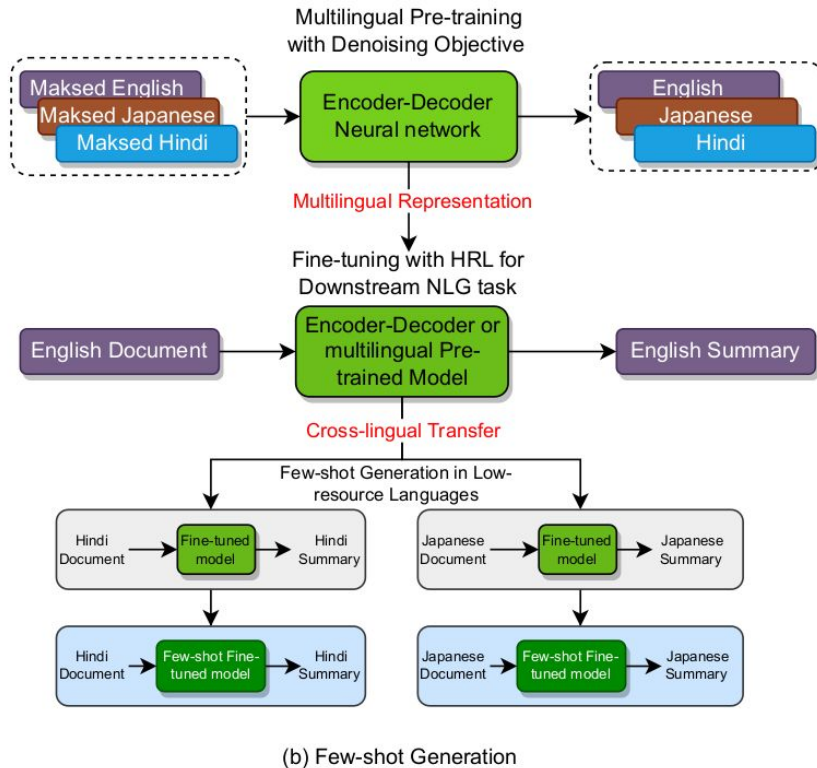 Multilingual Pre-training
with Denoising Objective
Maksed English
Maksed Japanese
Maksed Hindi
Encoder-Decoder
Neural network
English
Japanese
Hindi
Multilingual Representation
Fine-tuning with HRL for
Downstream NLG task
English Document
Encoder-Decoder or
multilingual Pre-
trained Model
English Summary
Cross-lingual Transfer
Few-shot Generation in Low-
resource Languages
Hindi
Document
Fine-tuned
model
Hindi
Summary
Japanese
Document
Fine-tuned
model
Japanese
Summary
Hindi
Document
Few-shot Fine-
tuned model
Hindi
Summary
Japanese
Document
Few-shot Fine-
tuned model
Japanese
Summary
(b) Few-shot Generation